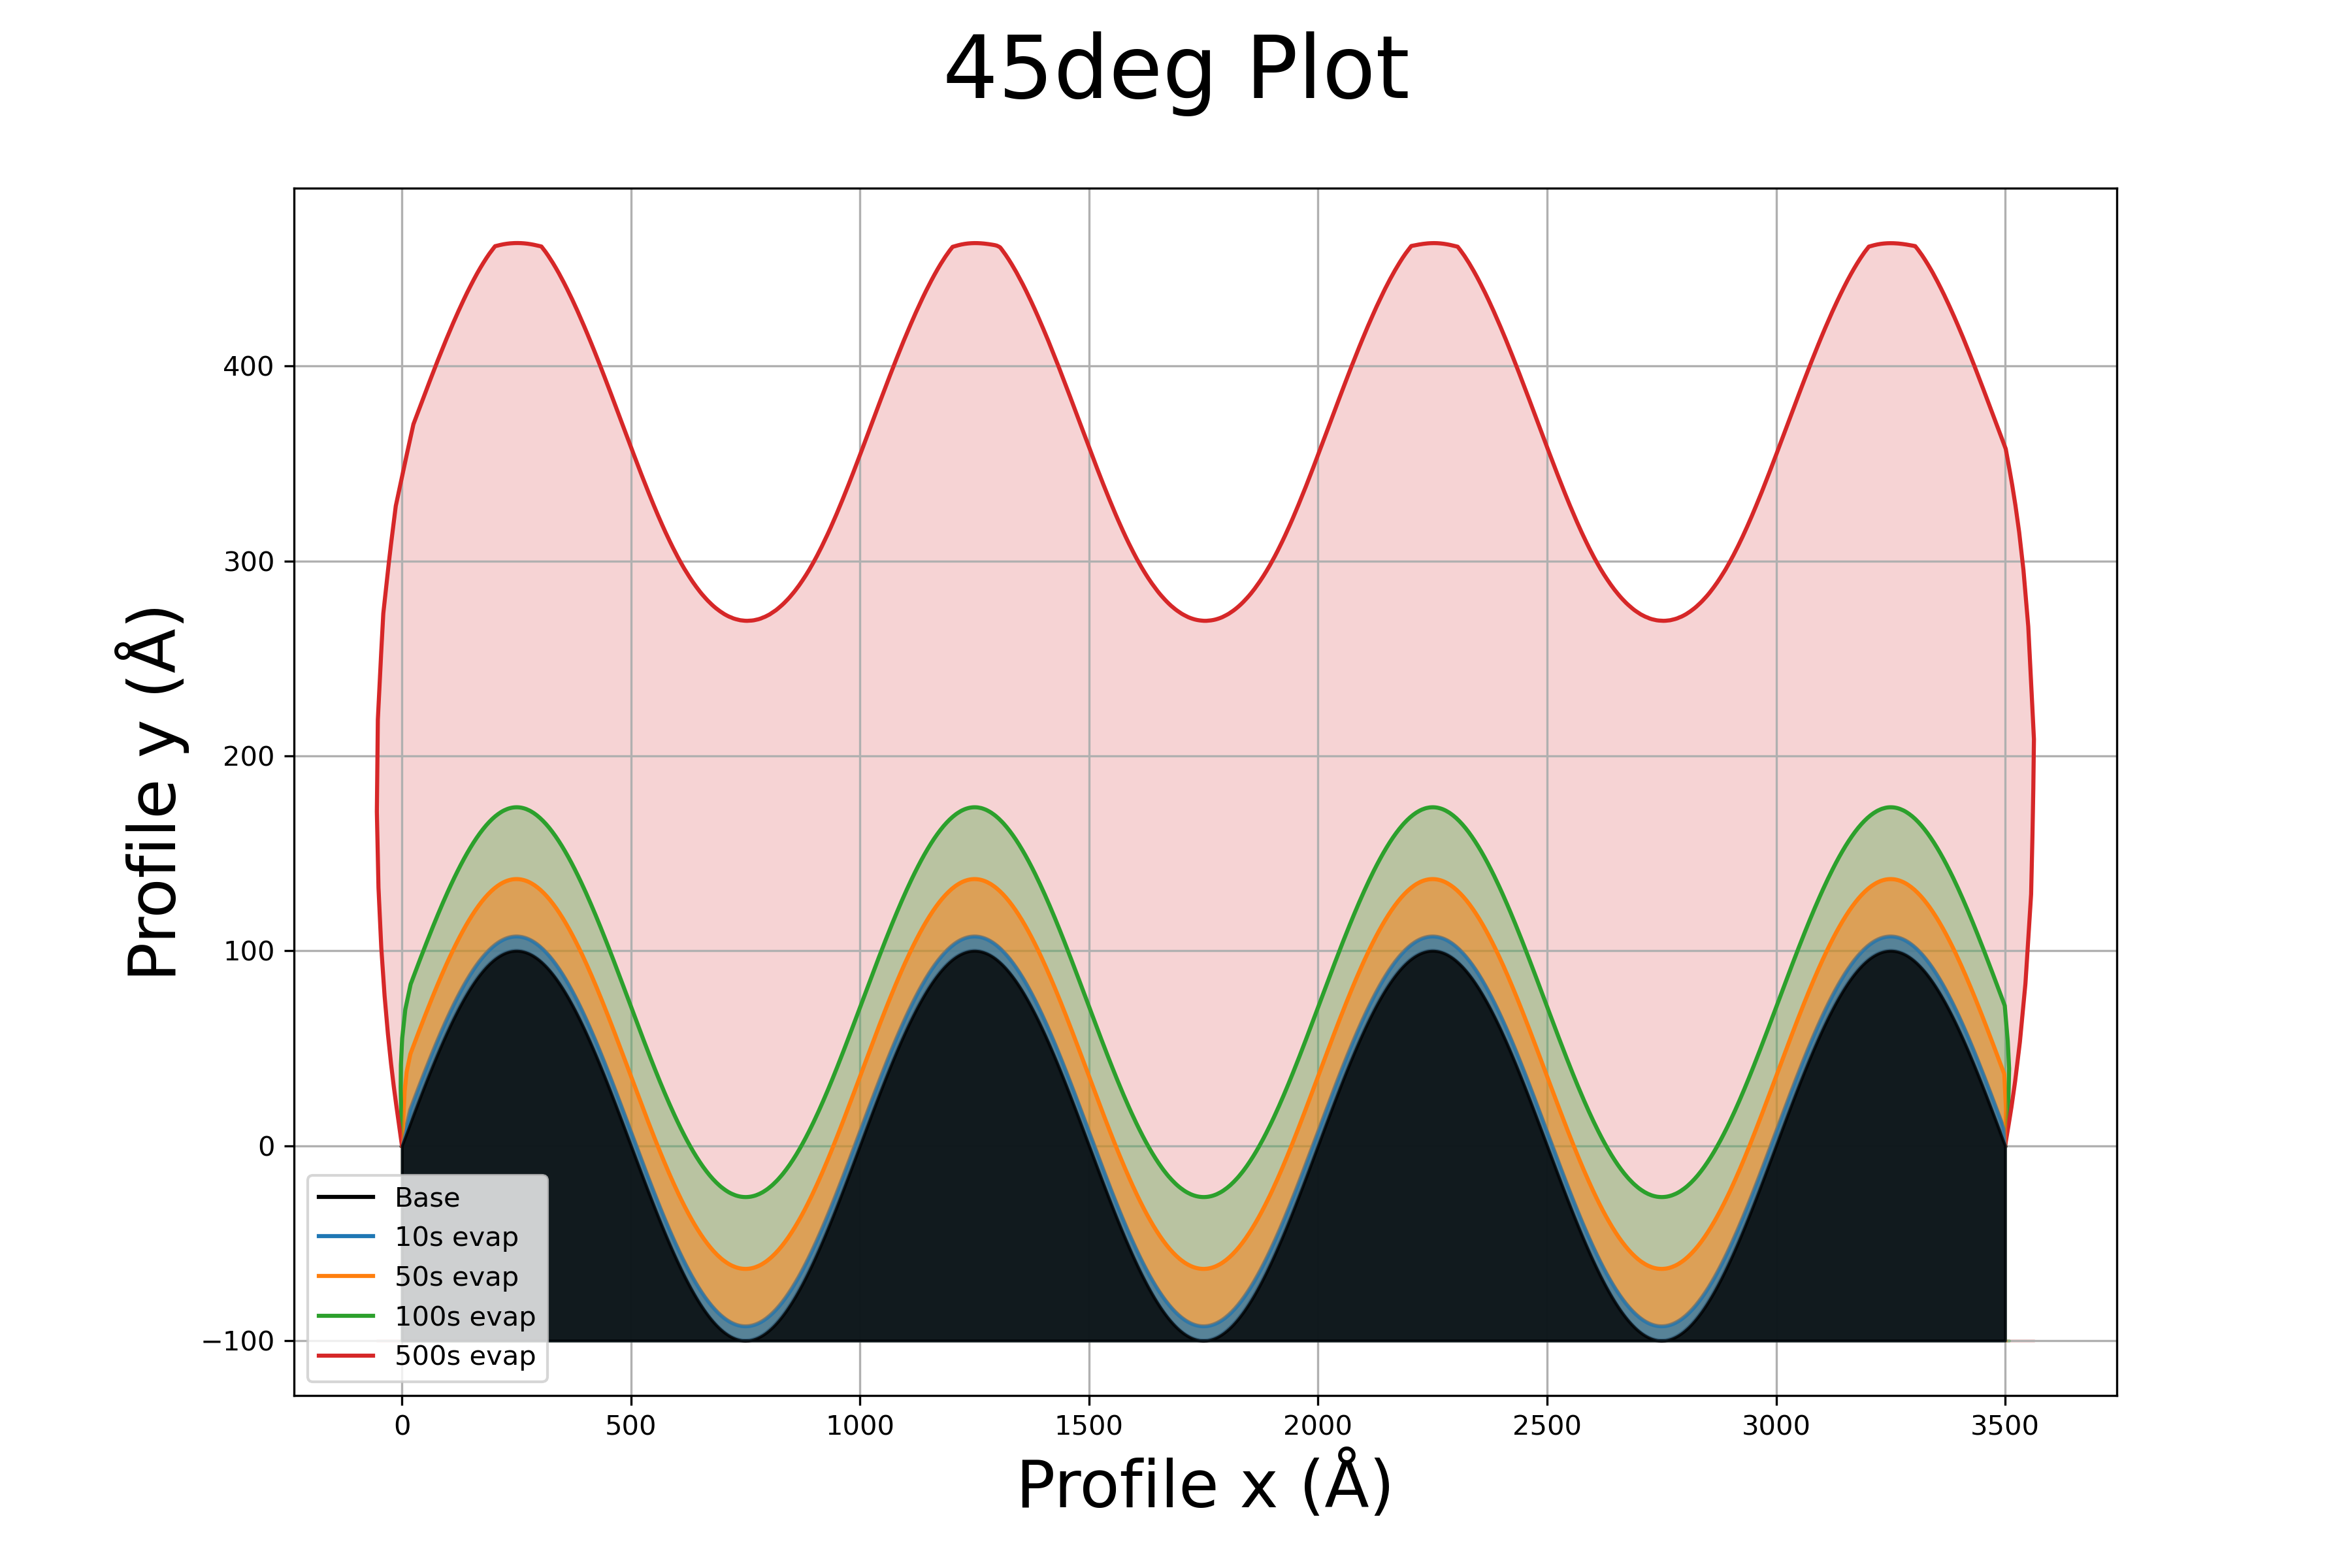 45deg Plot
Profile y (Å)
400
300
200
100
0
−100
Base
10s evap
50s evap
100s evap
500s evap
0 500 1000 1500 2000 2500 3000 3500
Profile x (Å)